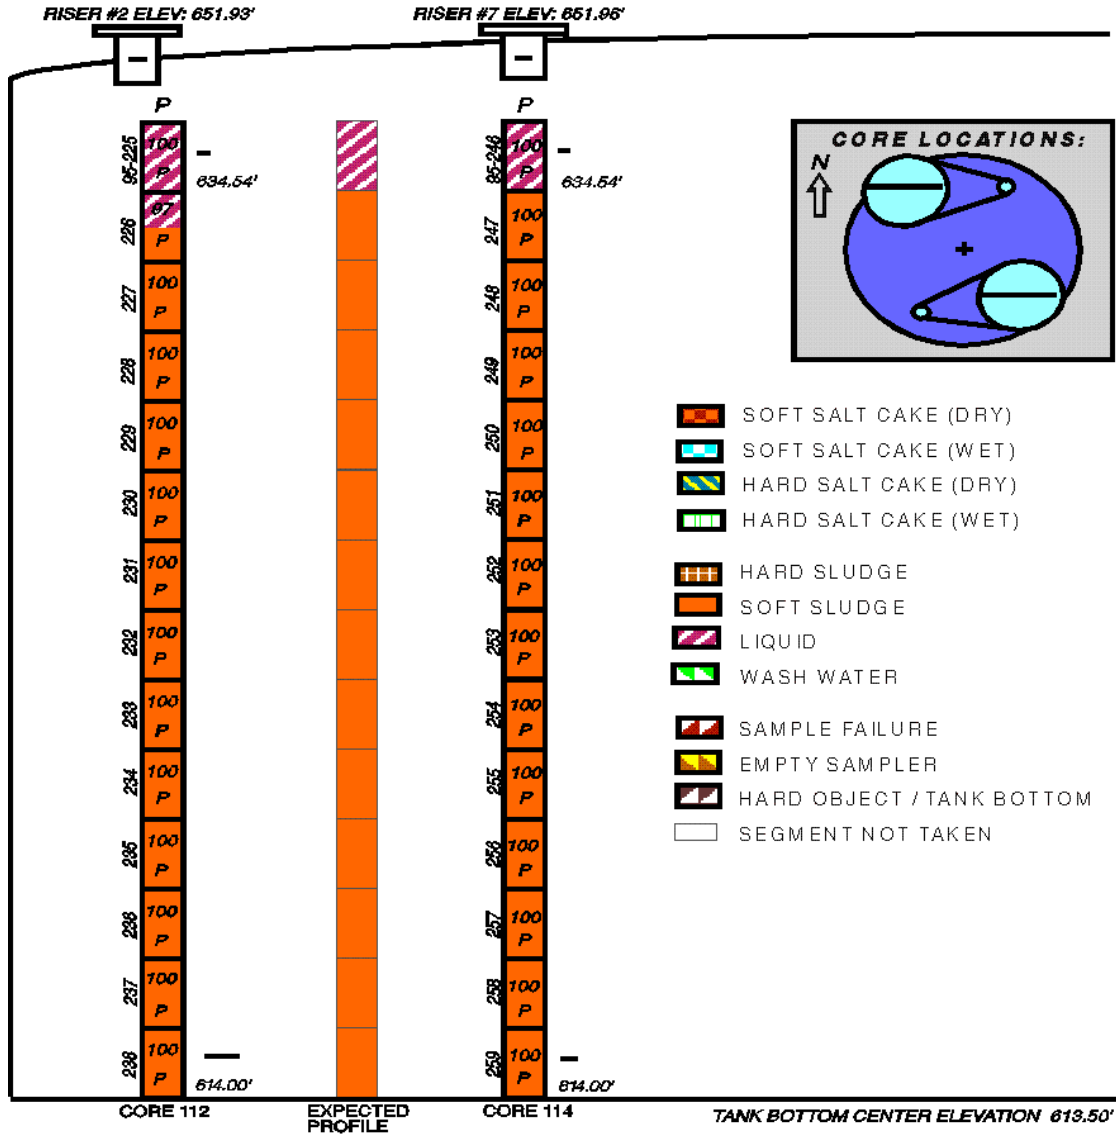 RISER #2 ELEV: 651.93'
RISER #7 ELEV: 651.96'
P
P
95-225
100
P
634.54'
226
97
P
227
100
P
228
100
P
229
100
P
230
100
P
231
100
P
232
100
P
233
100
P
234
100
P
235
100
P
236
100
P
237
100
P
238
100
P
614.00'
CORE 112
EXPECTED
PROFILE
100
P
634.54'
247
100
P
248
100
P
249
100
P
250
100
P
251
100
P
252
100
P
253
100
P
254
100
P
255
100
P
256
100
P
257
100
P
258
100
P
259
100
P
614.00'
CORE 114
CORE LOCATIONS:
N
SOFT SALT CAKE (DRY)
SOFT SALT CAKE (WET)
HARD SALT CAKE (DRY)
HARD SALT CAKE (WET)
HARD SLUDGE
SOFT SLUDGE
LIQUID
WASH WATER
SAMPLE FAILURE
EMPTY SAMPLER
HARD OBJECT / TANK BOTTOM
SEGMENT NOT TAKEN
TANK BOTTOM CENTER ELEVATION 613.50'